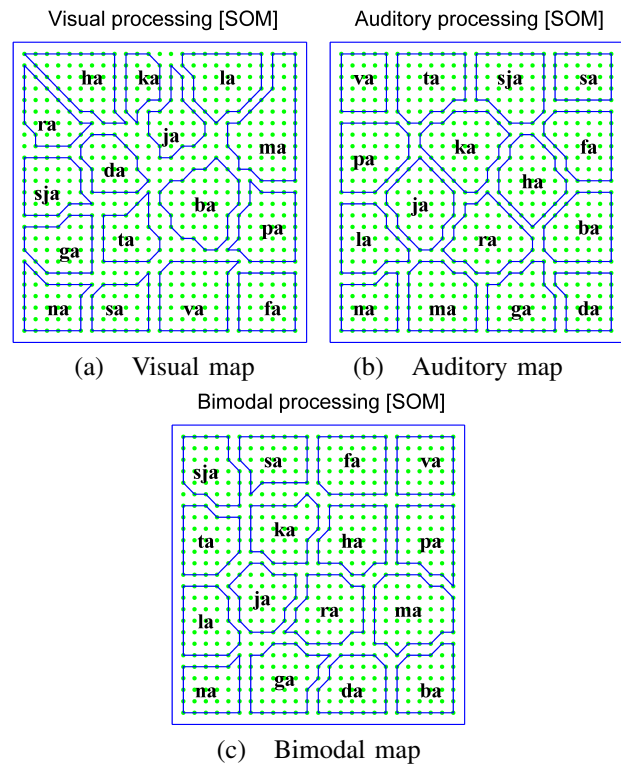 Visual processing [SOM]
ha ka la
ra ja ma
da
sja ba
ga ta pa
na sa va fa
(a) Visual map
Auditory processing [SOM]
va ta sja sa
pa ka fa
ja ha
la ra ba
na ma ga da
(b) Auditory map
Bimodal processing [SOM]
sja sa fa va
ta ka ha pa
la ja ra ma
na ga da ba
(c) Bimodal map